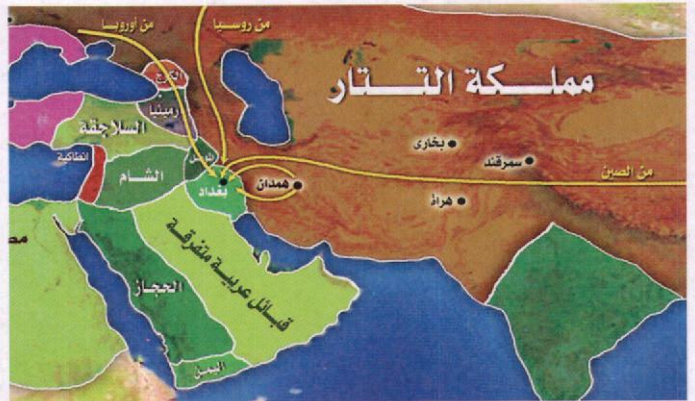 من أوروبا
من روسيا
مملكة التتار
الكرج
رمينيا
السلاجقة
انطاكية
الشام
الموصل
بغداد
همدان
بخارى
سمرقند
هراة
من الصين
مصر
الحجاز
قبائل عربية متفرقة
اليمن